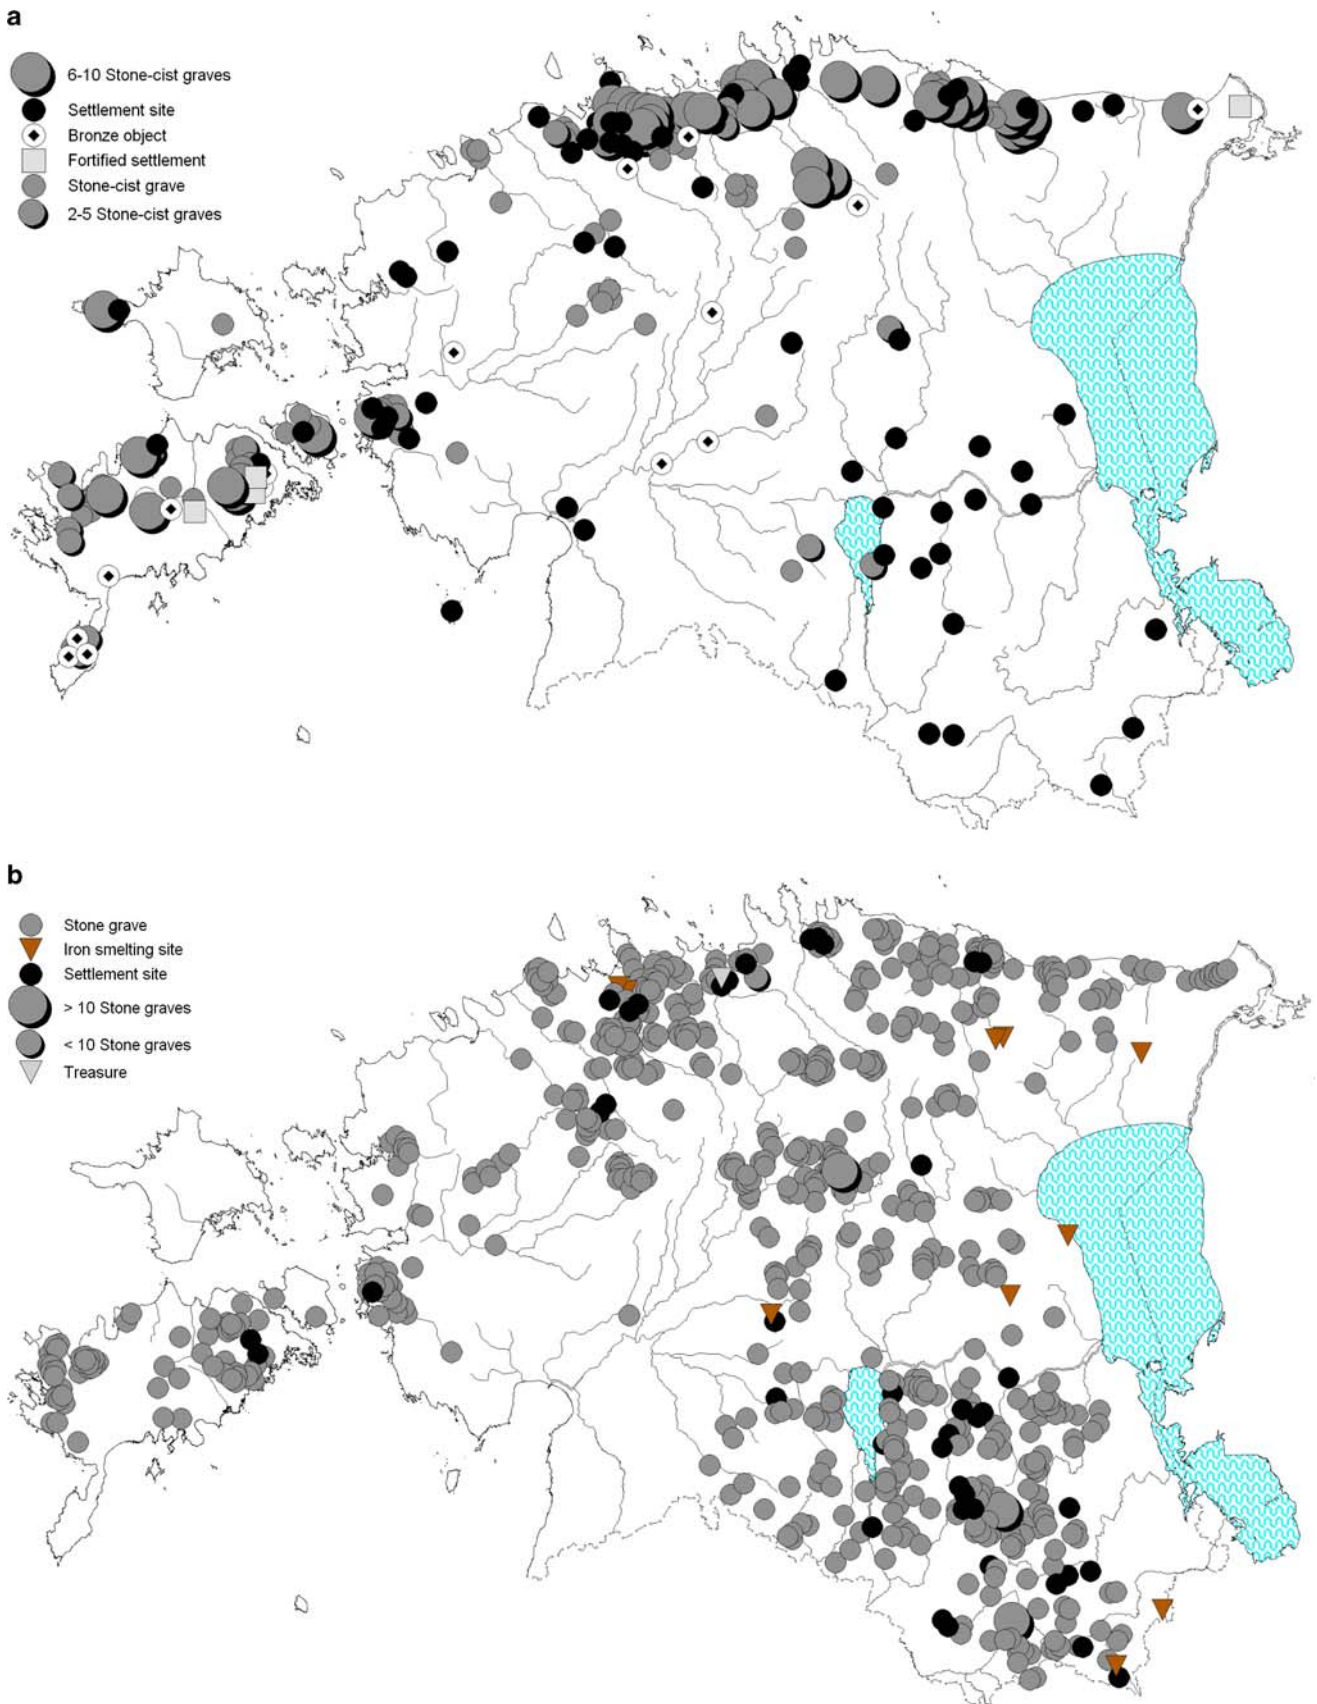 a
6-10 Stone-cist graves
Settlement site
Bronze object
Fortified settlement
Stone-cist grave
2-5 Stone-cist graves
b
Stone grave
Iron smelting site
Settlement site
> 10 Stone graves
< 10 Stone graves
Treasure